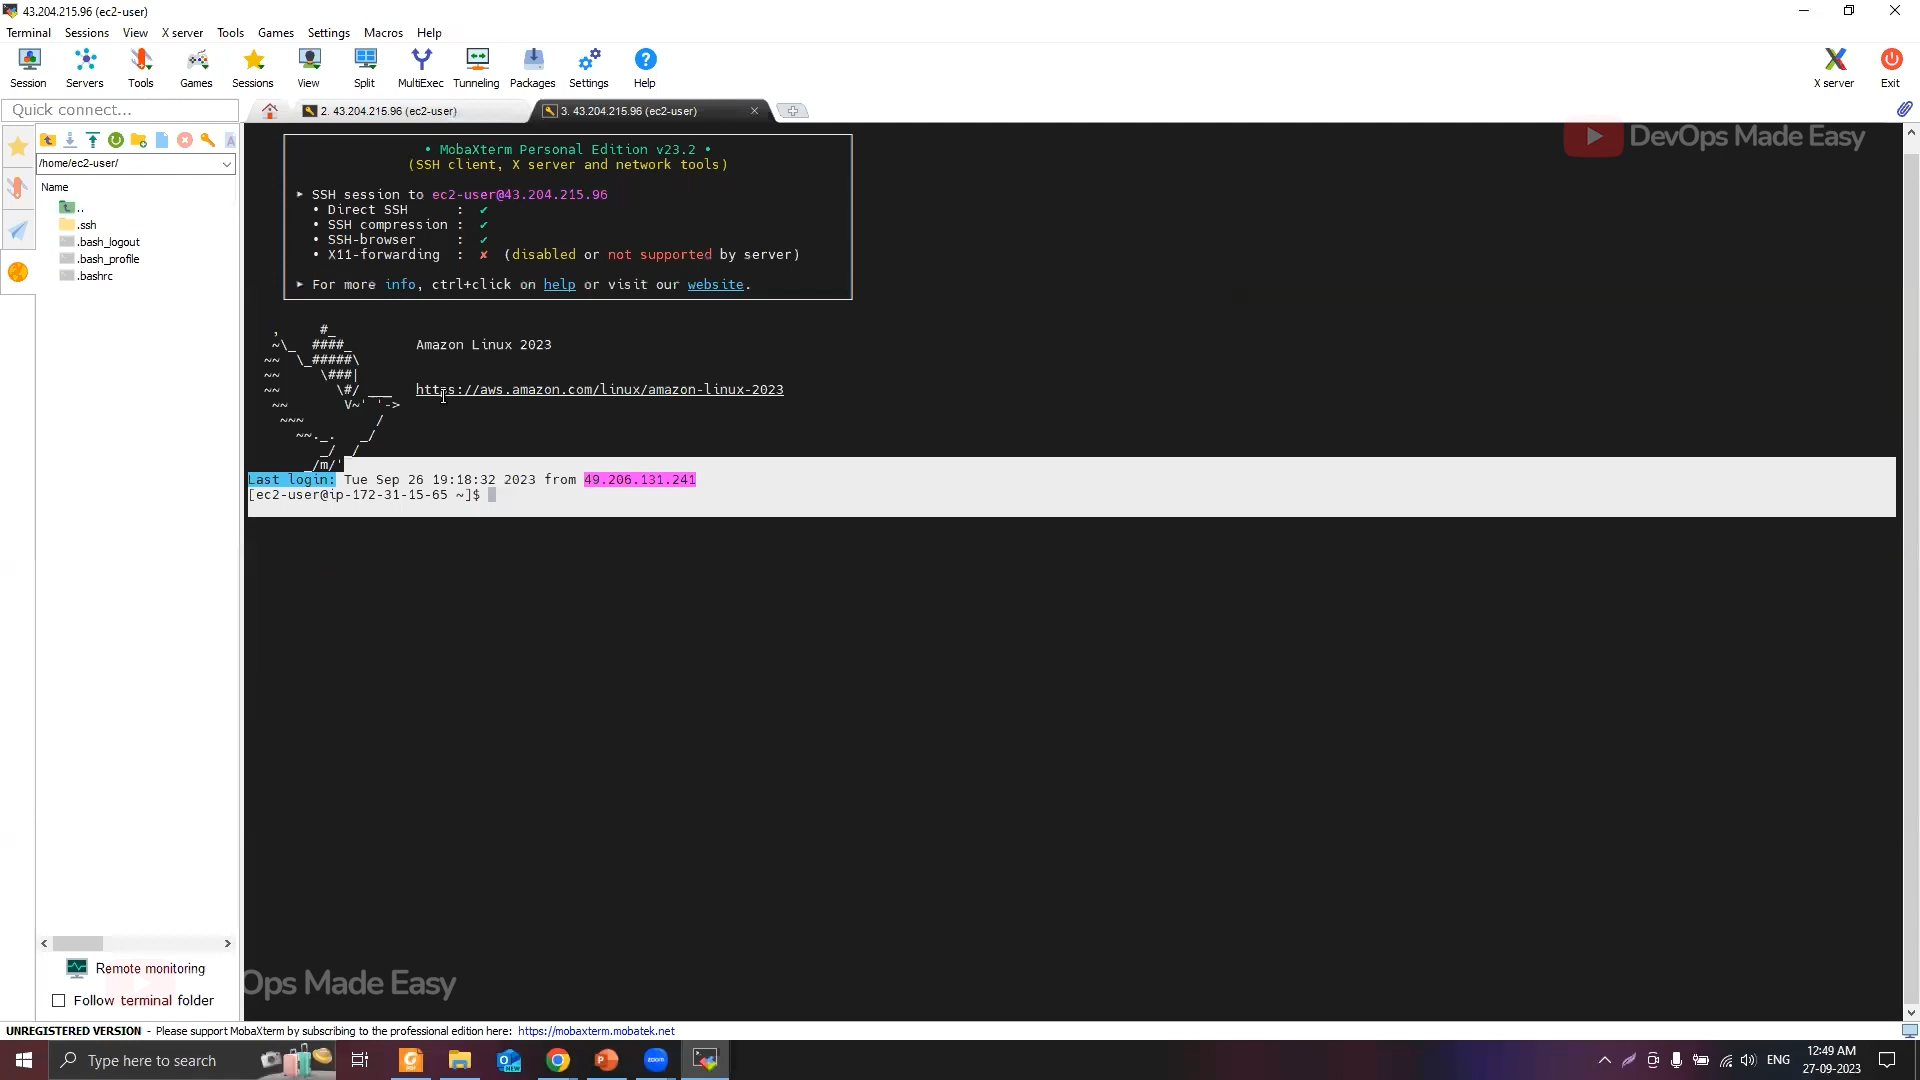 43.204.215.96 (ec2-user)
Terminal Sessions View X server Tools Games Settings Macros Help
Session Servers Tools Games Sessions View Split MultiExec Tunneling Packages Settings Help X server Exit
Quick connect...
2. 43.204.215.96 (ec2-user)
3. 43.204.215.96 (ec2-user)
DevOps Made Easy
/home/ec2-user/
Name
..
.ssh
.bash_logout
.bash_profile
.bashrc
• MobaXterm Personal Edition v23.2 •
(SSH client, X server and network tools)
▸ SSH session to ec2-user@43.204.215.96
• Direct SSH : ✔
• SSH compression : ✔
• SSH-browser : ✔
• X11-forwarding : ✘ (disabled or not supported by server)
▸ For more info, ctrl+click on help or visit our website.
   ,     #_
   ~\_  ####_        Amazon Linux 2023
  ~~  \_#####\
  ~~     \###|
  ~~       \#/ ___   https://aws.amazon.com/linux/amazon-linux-2023
   ~~       V~' '->
    ~~~         /
      ~~._.   _/
         _/ _/
       _/m/'
Last login: Tue Sep 26 19:18:32 2023 from 49.206.131.241
[ec2-user@ip-172-31-15-65 ~]$
Remote monitoring
Follow terminal folder
Ops Made Easy
UNREGISTERED VERSION - Please support MobaXterm by subscribing to the professional edition here: https://mobaxterm.mobatek.net
Type here to search
ENG
12:49 AM
27-09-2023